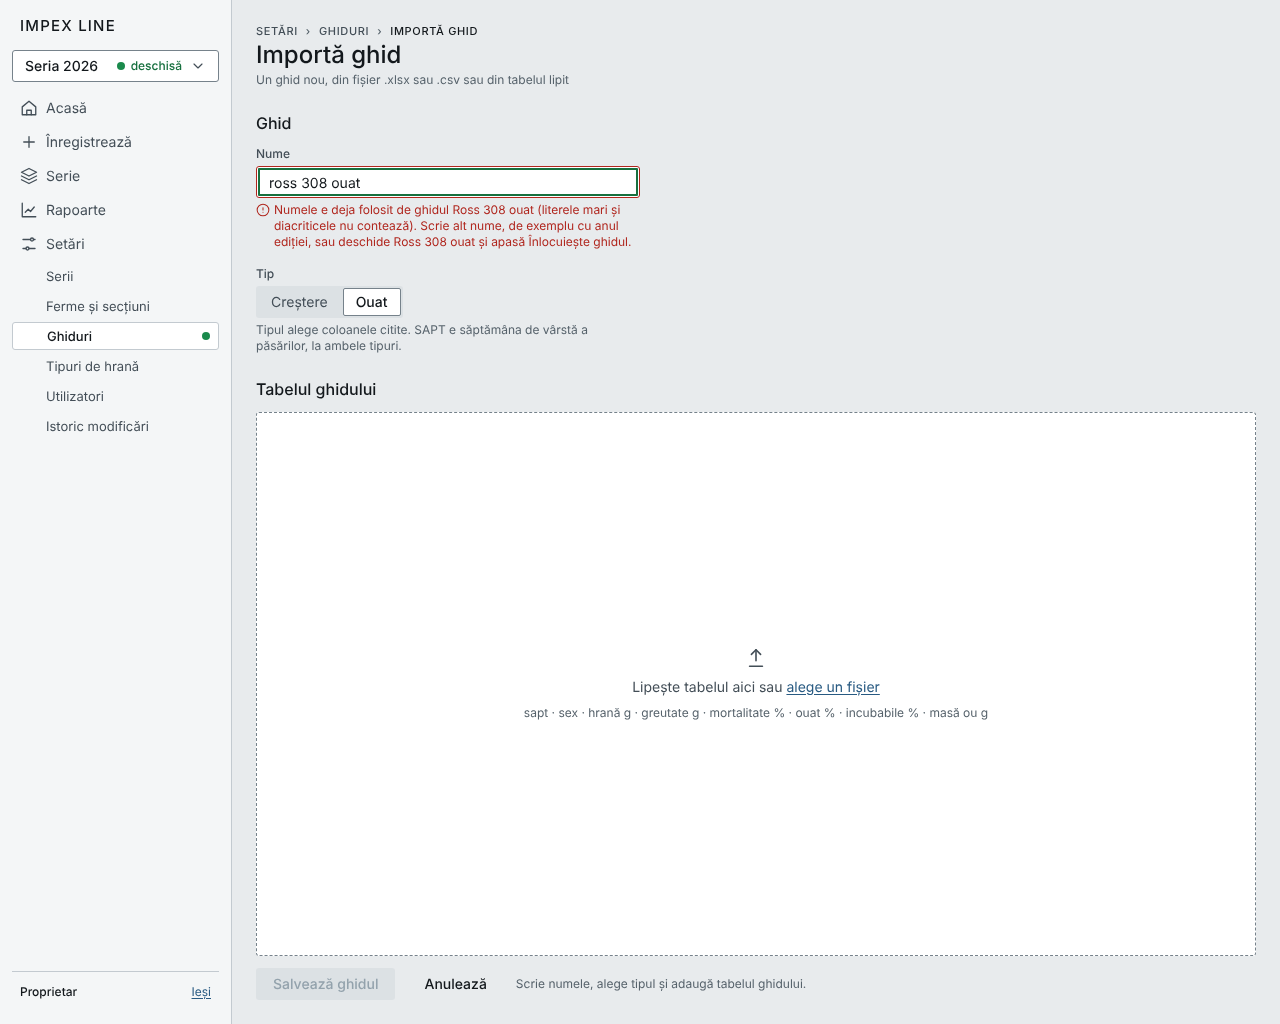 IMPEX LINE
Seria 2026 deschisă
Acasă
Înregistrează
Serie
Rapoarte
Setări
Serii
Ferme și secțiuni
Ghiduri
Tipuri de hrană
Utilizatori
Istoric modificări
Proprietar Ieși
SETĂRI › GHIDURI › IMPORTĂ GHID
Importă ghid
Un ghid nou, din fișier .xlsx sau .csv sau din tabelul lipit
Ghid
Nume
ross 308 ouat
Numele e deja folosit de ghidul Ross 308 ouat (literele mari și
diacriticele nu contează). Scrie alt nume, de exemplu cu anul
ediției, sau deschide Ross 308 ouat și apasă Înlocuiește ghidul.
Tip
Creștere Ouat
Tipul alege coloanele citite. SAPT e săptămâna de vârstă a
păsărilor, la ambele tipuri.
Tabelul ghidului
Lipește tabelul aici sau alege un fișier
sapt · sex · hrană g · greutate g · mortalitate % · ouat % · incubabile % · masă ou g
Salvează ghidul Anulează Scrie numele, alege tipul și adaugă tabelul ghidului.